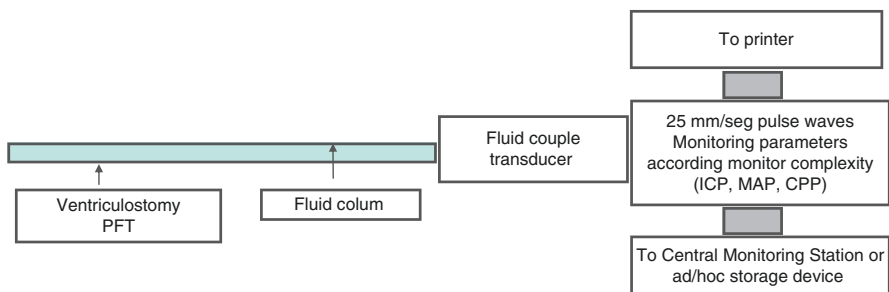 To printer
25 mm/seg pulse waves
Monitoring parameters
according monitor complexity
(ICP, MAP, CPP)
Fluid couple
transducer
Ventriculostomy
PFT
Fluid colum
To Central Monitoring Station or
ad/hoc storage device